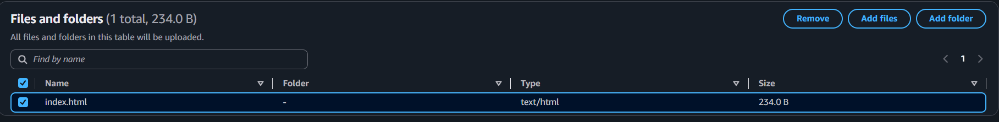 Files and folders (1 total, 234.0 B)
Remove
Add files
Add folder
All files and folders in this table will be uploaded.
Find by name
1
Name Folder Type Size
index.html - text/html 234.0 B